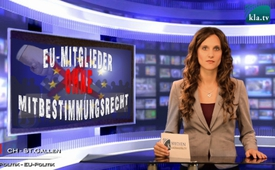 kla.tv
EU-MITGLIEDER
OHNE
MITBESTIMMUNGSRECHT
CH - ST. GALLEN
POLITIK - EU-POLITIK